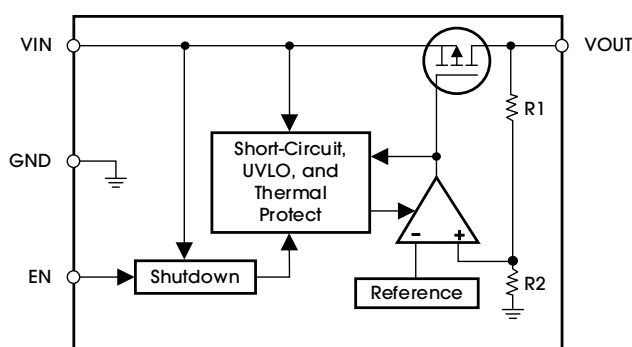 VIN
VOUT
R1
Short-Circuit,
UVLO, and
Thermal
Protect
GND
- +
EN
Shutdown
Reference
R2